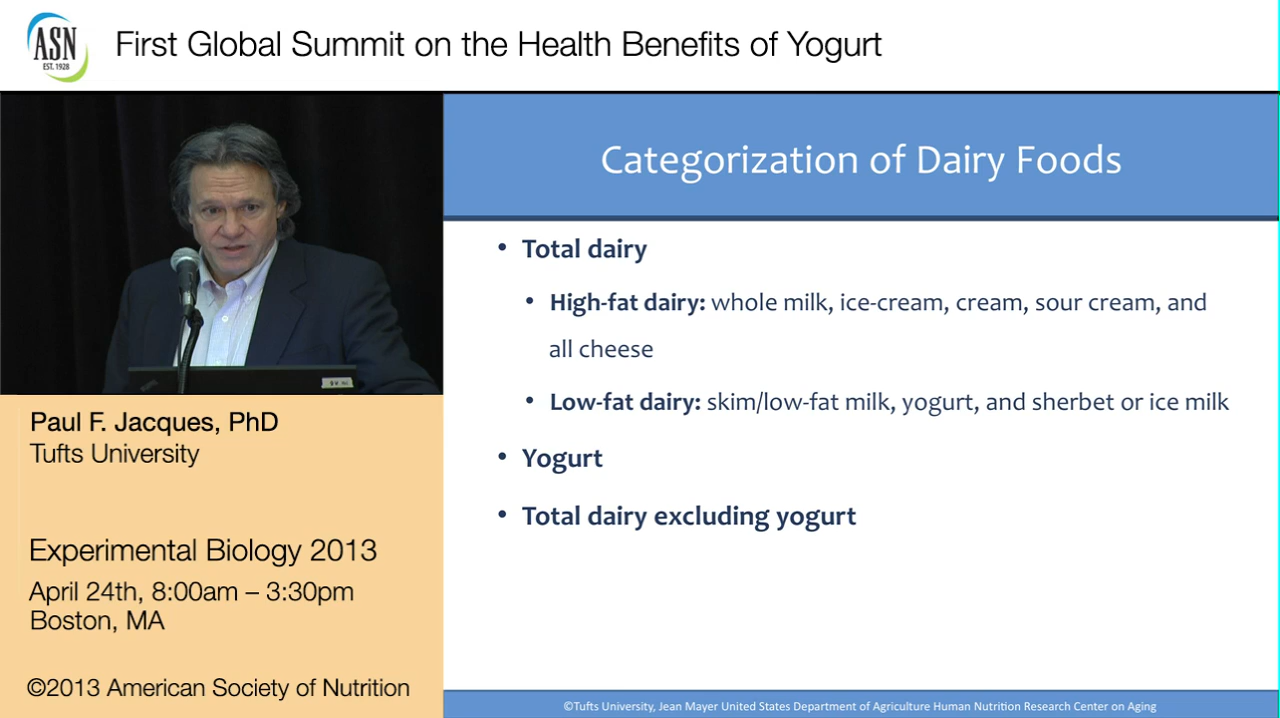 ASN
EST. 1928
First Global Summit on the Health Benefits of Yogurt
Categorization of Dairy Foods
• Total dairy
• High-fat dairy: whole milk, ice-cream, cream, sour cream, and
all cheese
• Low-fat dairy: skim/low-fat milk, yogurt, and sherbet or ice milk
• Yogurt
• Total dairy excluding yogurt
Paul F. Jacques, PhD
Tufts University
Experimental Biology 2013
April 24th, 8:00am – 3:30pm
Boston, MA
©2013 American Society of Nutrition
©Tufts University, Jean Mayer United States Department of Agriculture Human Nutrition Research Center on Aging